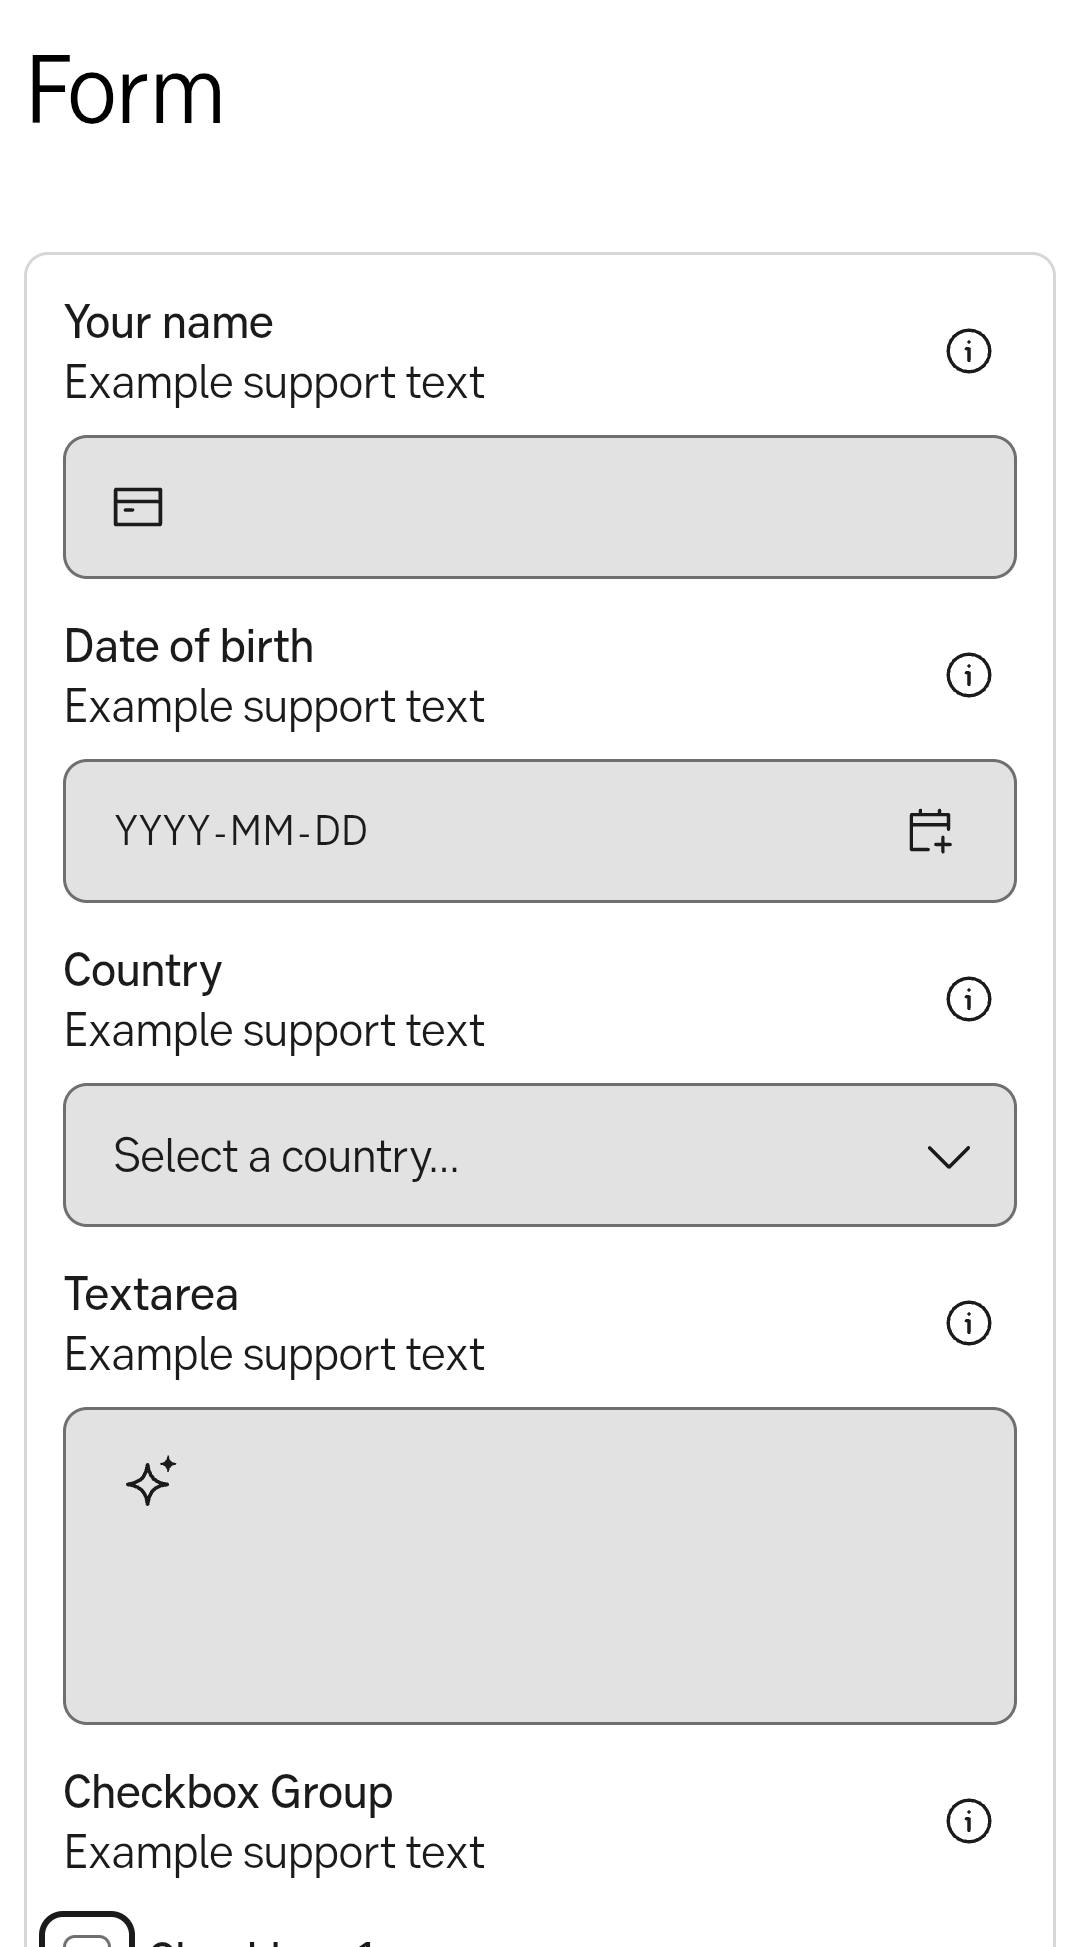 Form
Your name
Example support text
Date of birth
Example support text
YYYY-MM-DD
Country
Example support text
Select a country...
Textarea
Example support text
Checkbox Group
Example support text